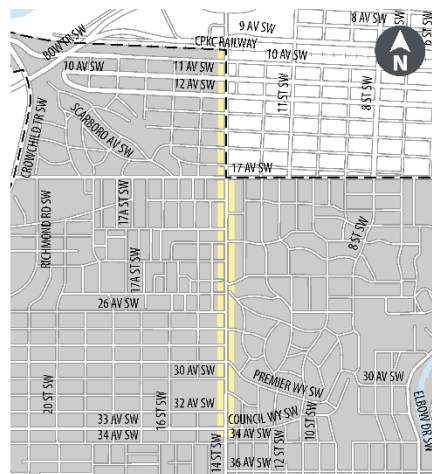 8 AV SW
9 AV SW
6 ST SW
BOW TR SW
CPKC RAILWAY
10 AV SW
N
10 AV SW
11 AV SW
12 AV SW
11 ST SW
8 ST SW
CROWCHILD TR SW
SCARBORO AV SW
17 AV SW
RICHMOND RD SW
17A ST SW
17A ST SW
8 ST SW
26 AV SW
30 AV SW
PREMIER WY SW
30 AV SW
20 ST SW
16 ST SW
32 AV SW
ELBOW DR SW
33 AV SW
COUNCIL WY SW
10 ST SW
34 AV SW
34 AV SW
14 ST SW
12 ST SW
36 AV SW